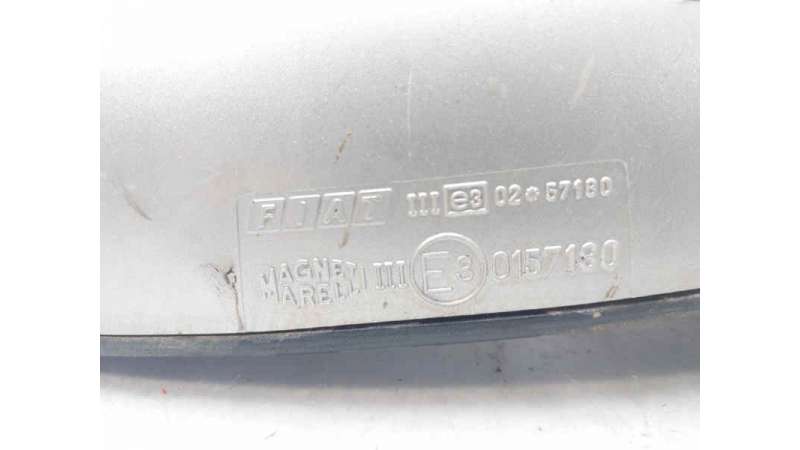 FIAT III e3 02*57180
MAGNETI MARELLI III E3 0157180